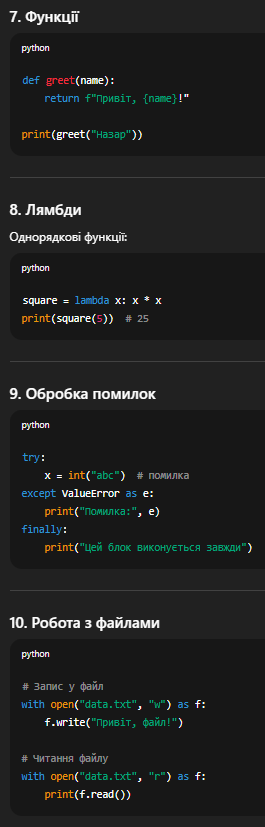 7. Функції
python
def greet(name):
    return f"Привіт, {name}!"
print(greet("Назар"))
8. Лямбди
Однорядкові функції:
python
square = lambda x: x * x
print(square(5))  # 25
9. Обробка помилок
python
try:
    x = int("abc")  # помилка
except ValueError as e:
    print("Помилка:", e)
finally:
    print("Цей блок виконується завжди")
10. Робота з файлами
python
# Запис у файл
with open("data.txt", "w") as f:
    f.write("Привіт, файл!")
# Читання файлу
with open("data.txt", "r") as f:
    print(f.read())